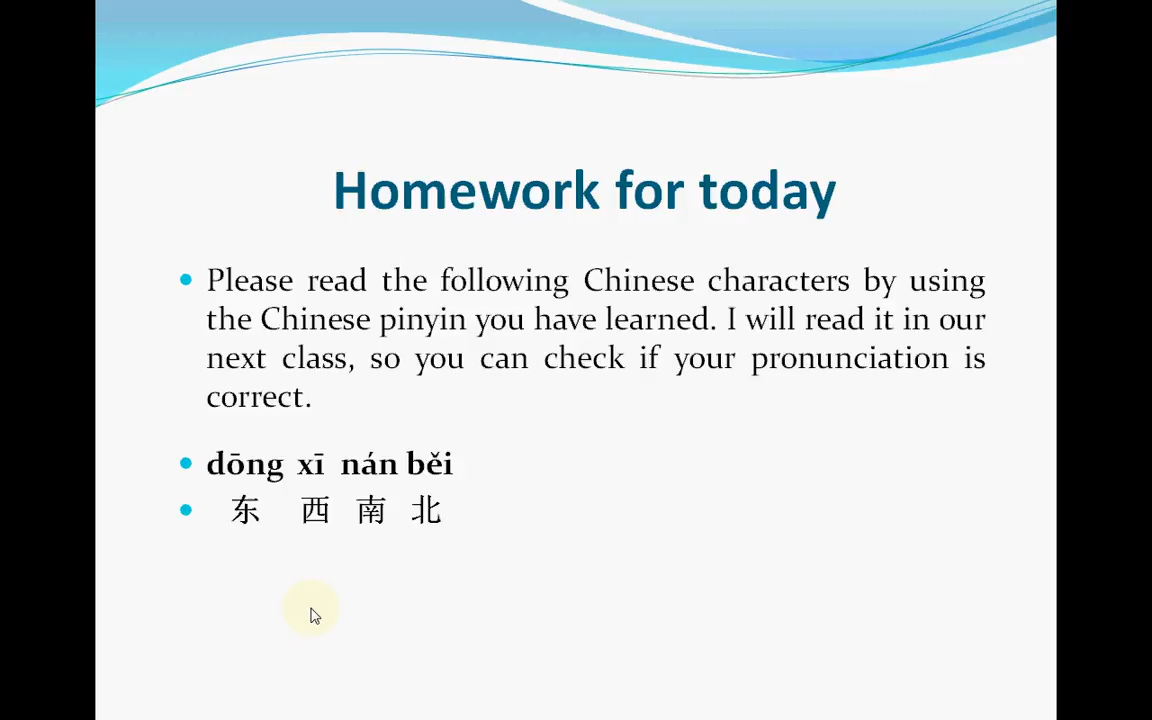 Homework for today
• Please read the following Chinese characters by using
the Chinese pinyin you have learned. I will read it in our
next class, so you can check if your pronunciation is
correct.
• dōng xī nán běi
• 东 西 南 北